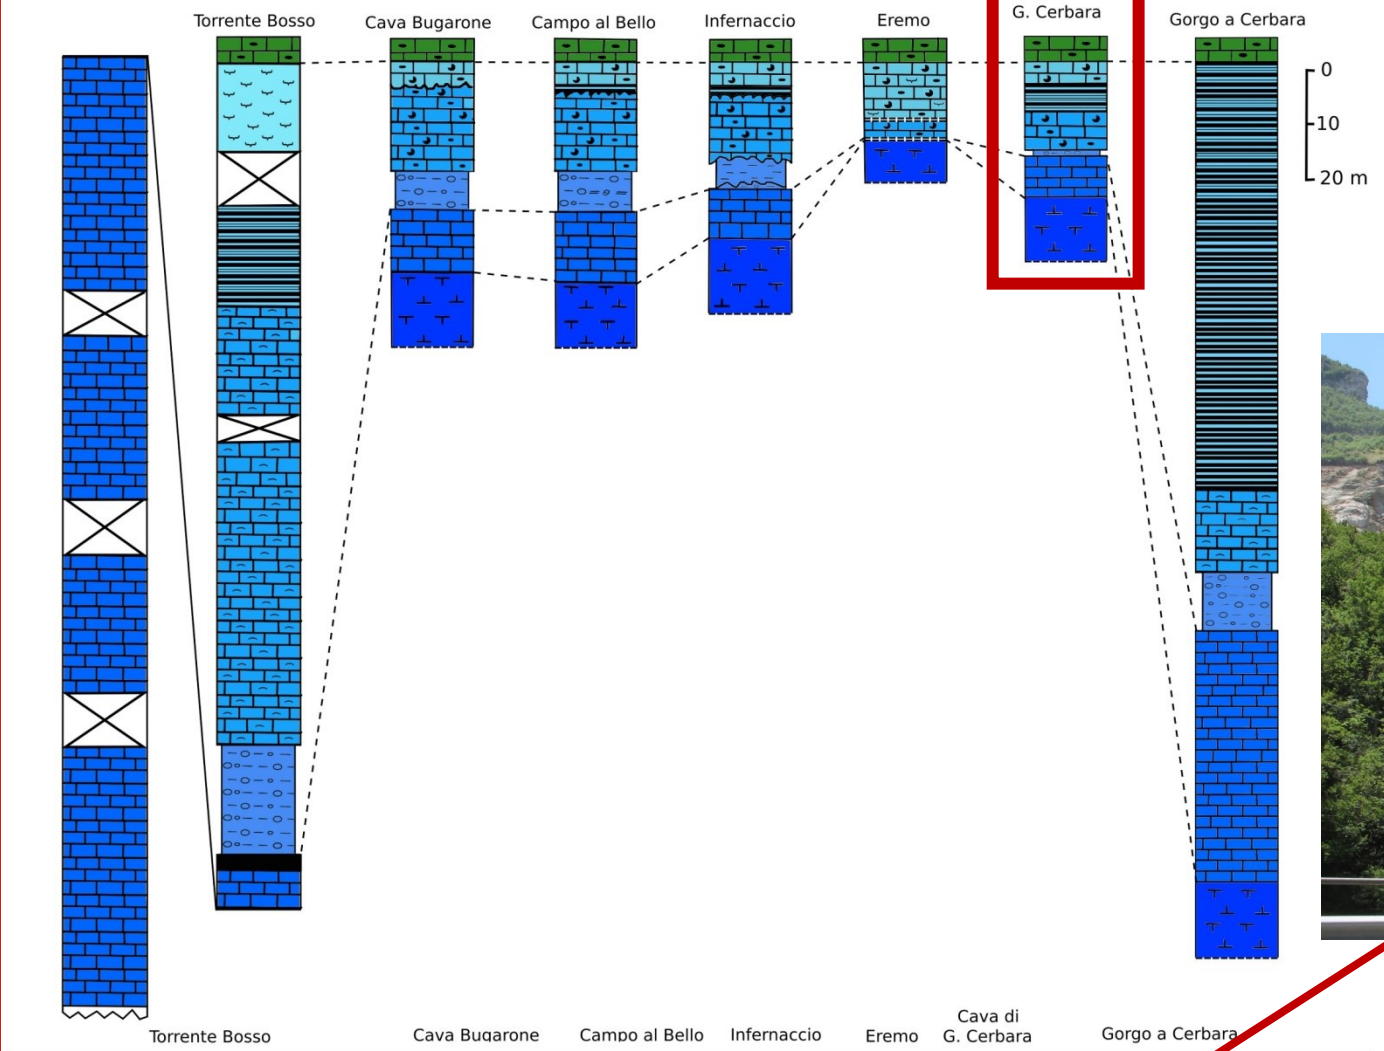 Torrente Bosso
Cava Bugarone
Campo al Bello
Infernaccio
Eremo
G. Cerbara
Gorgo a Cerbara
0
10
20 m
Torrente Bosso
Cava Bugarone
Campo al Bello
Infernaccio
Eremo
Cava di
G. Cerbara
Gorgo a Cerbara